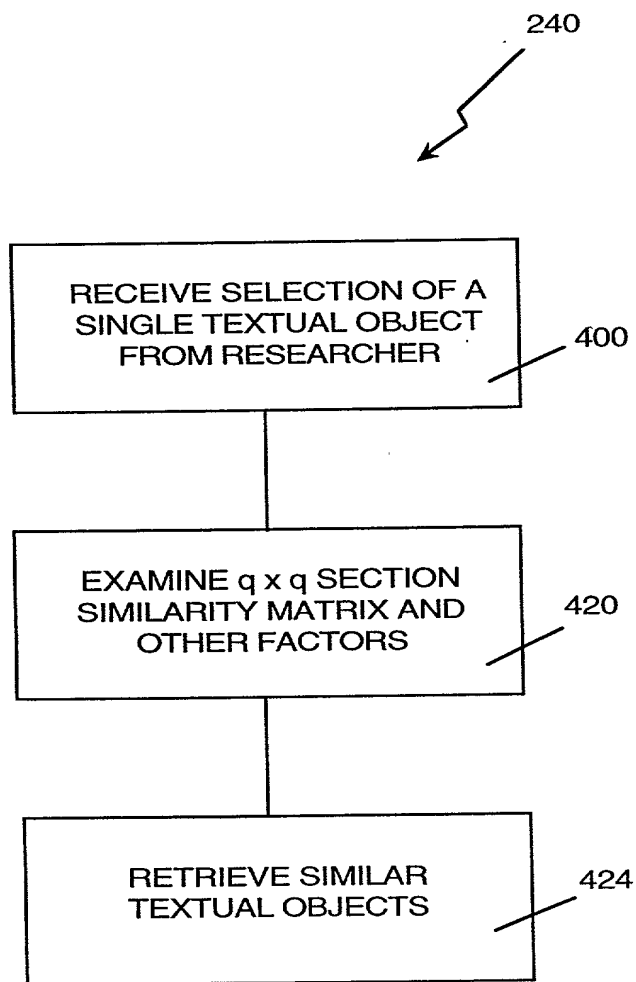 240
RECEIVE SELECTION OF A
SINGLE TEXTUAL OBJECT
FROM RESEARCHER
400
EXAMINE q x q SECTION
SIMILARITY MATRIX AND
OTHER FACTORS
420
RETRIEVE SIMILAR
TEXTUAL OBJECTS
424